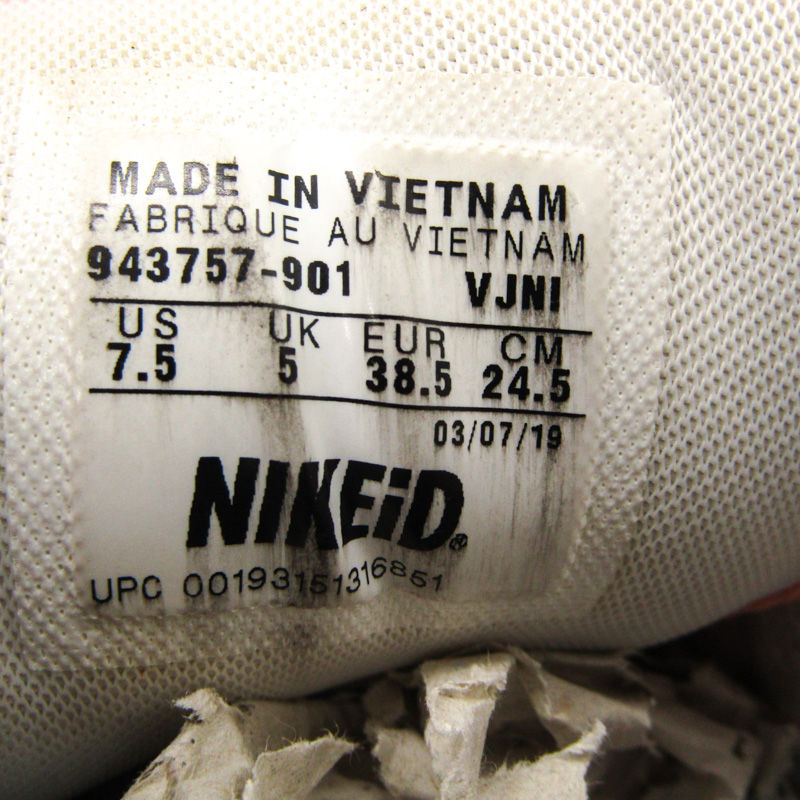 MADE IN VIETNAM
FABRIQUE AU VIETNAM
943757-901 VJNI
US UK EUR CM
7.5 5 38.5 24.5
03/07/19
NIKEiD®
UPC 00193151316851